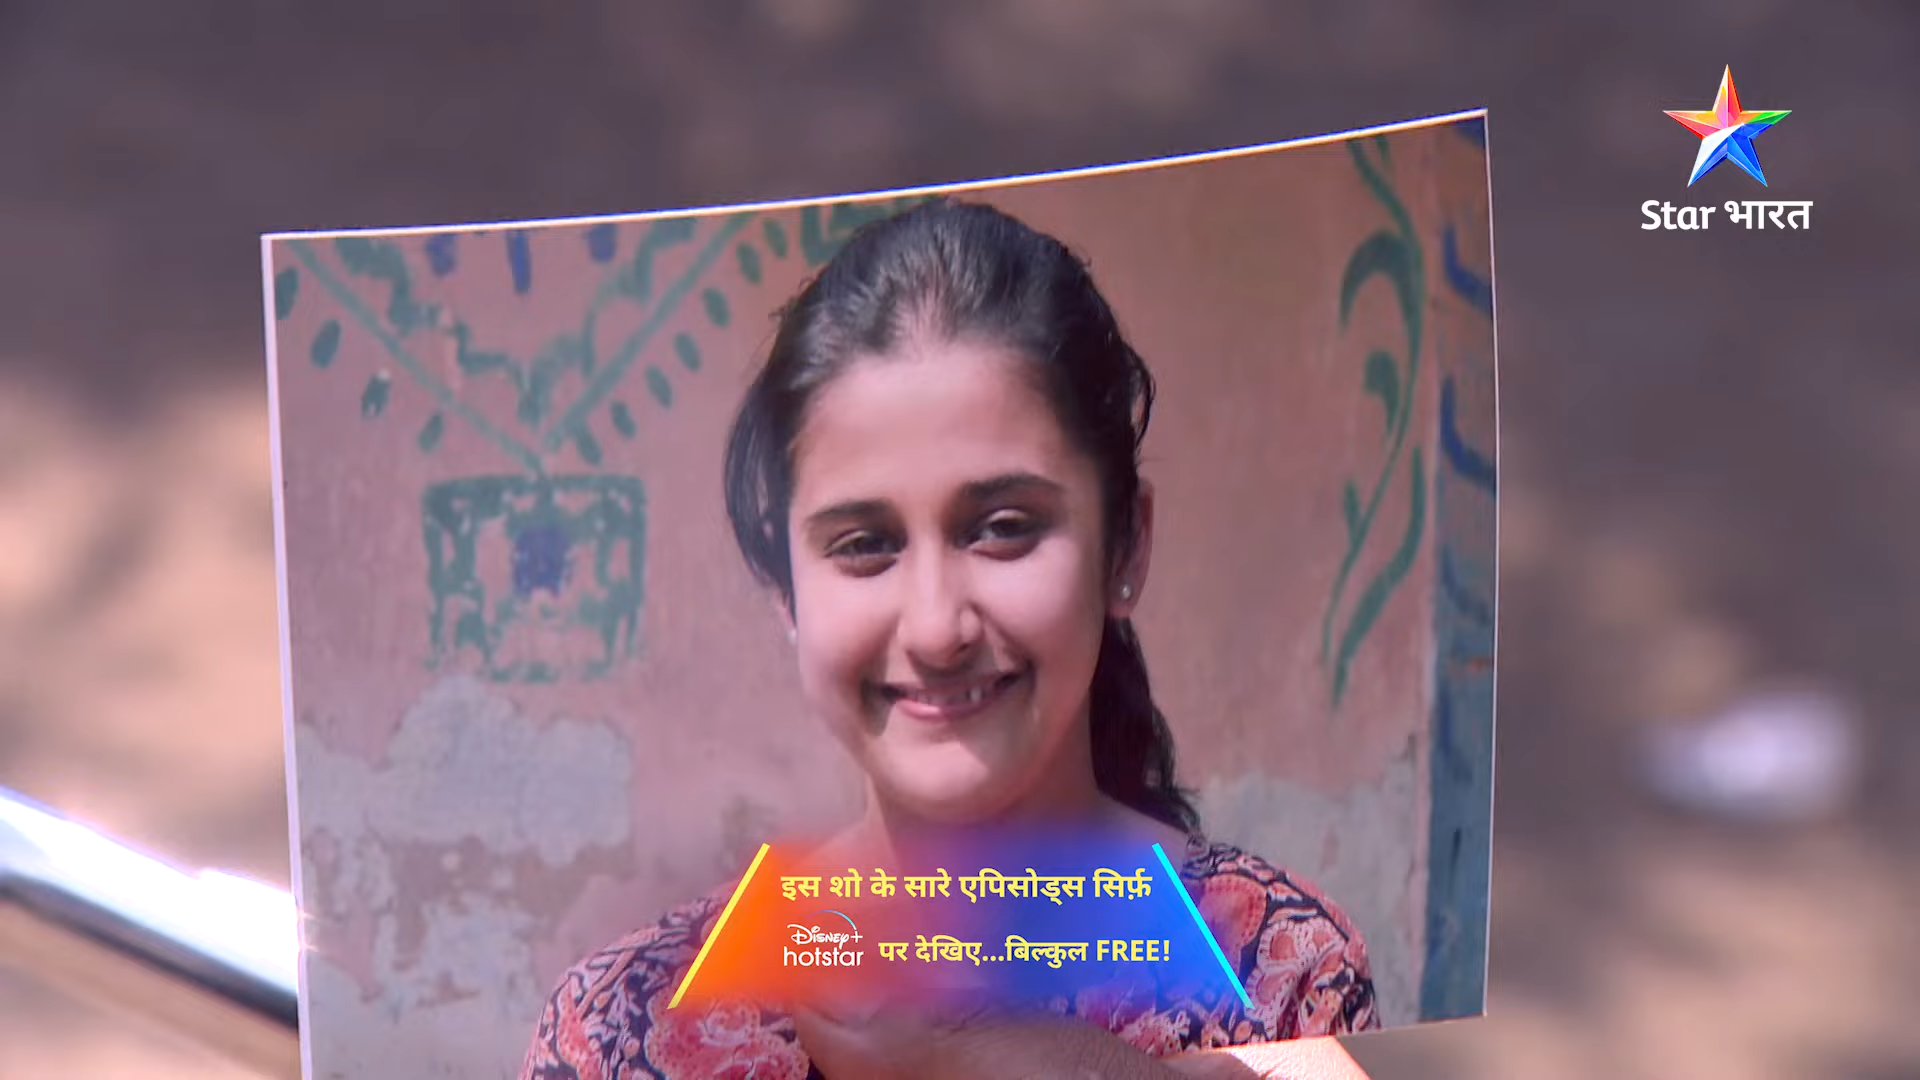 Star भारत
इस शो के सारे एपिसोड्स सिर्फ़
Disney+ hotstar पर देखिए...बिल्कुल FREE!